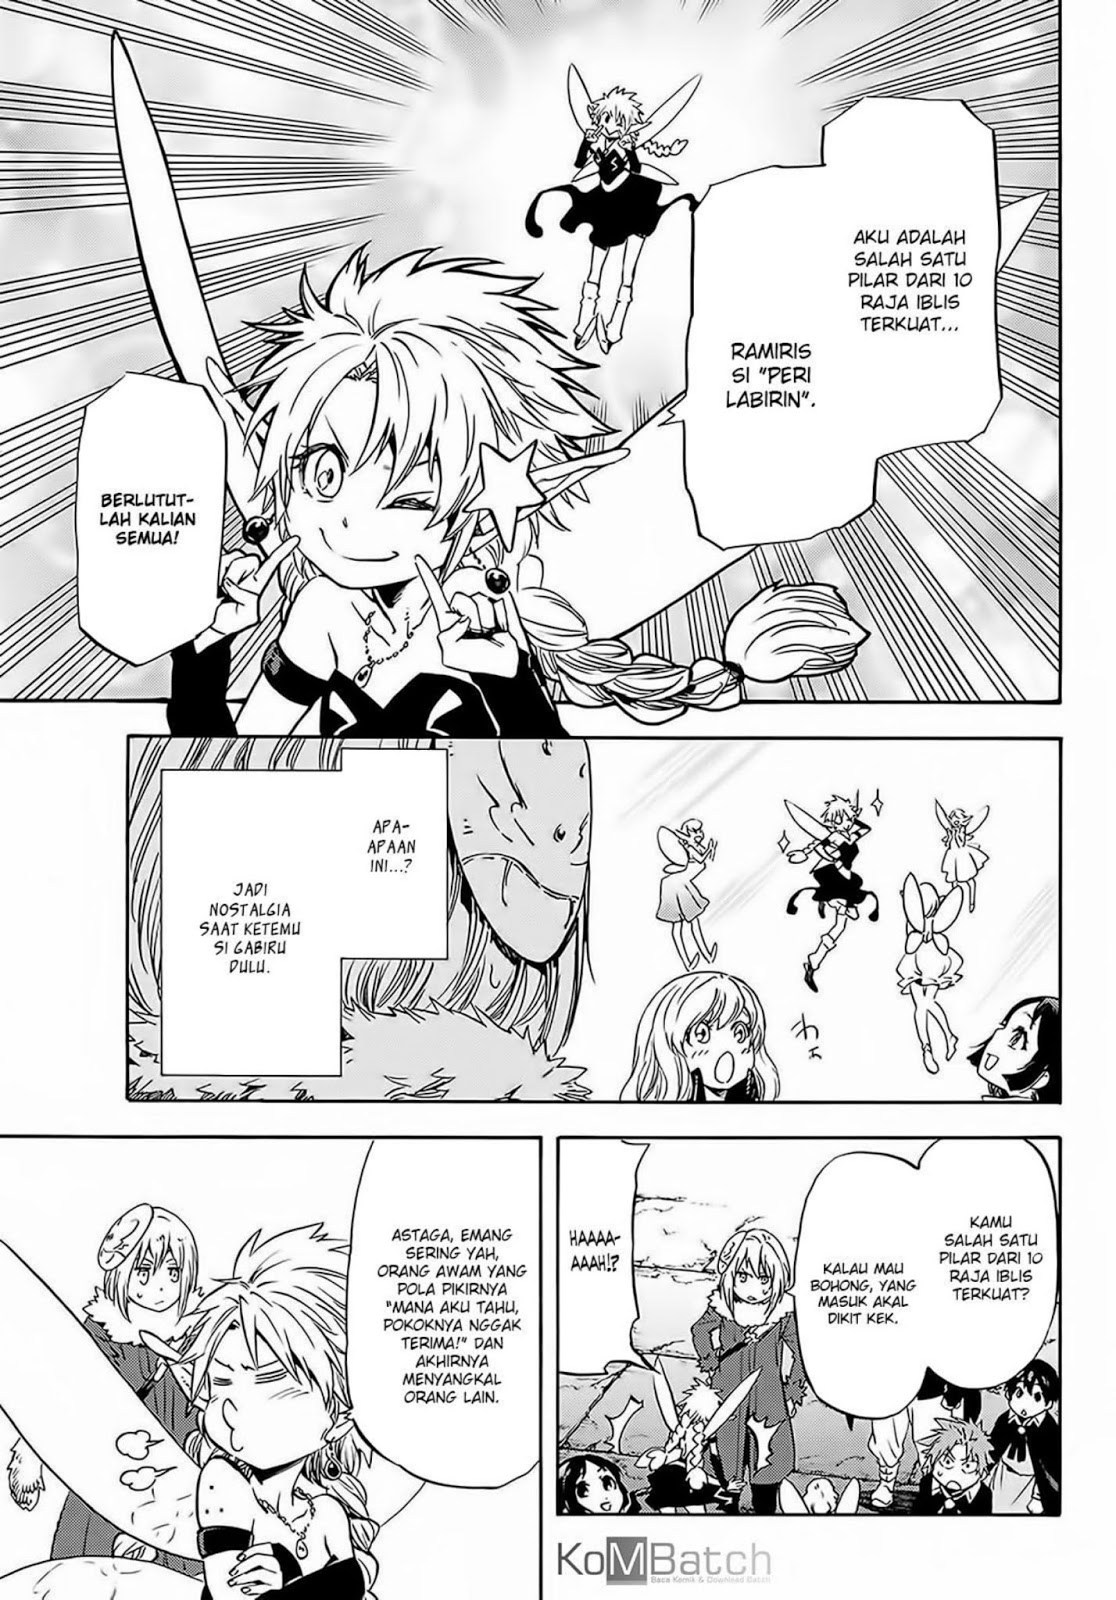 AKU ADALAH
SALAH SATU
PILAR DARI 10
RAJA IBLIS
TERKUAT...
RAMIRIS
SI "PERI
LABIRIN".
BERLUTUT-
LAH KALIAN
SEMUA!
わぁ
APA-
APAAN
INI...?
JADI
NOSTALGIA
SAAT KETEMU
SI GABIRU
DULU.
KAMU
SALAH SATU
PILAR DARI 10
RAJA IBLIS
TERKUAT?
KALAU MAU
BOHONG, YANG
MASUK AKAL
DIKIT KEK.
HAAAA-
AAAH!?
ASTAGA, EMANG
SERING YAH,
ORANG AWAM YANG
POLA PIKIRNYA
"MANA AKU TAHU,
POKOKNYA NGGAK
TERIMA!" DAN
AKHIRNYA
MENYANGKAL
ORANG LAIN.
KoMBatch
Baca Komik & Download Batch